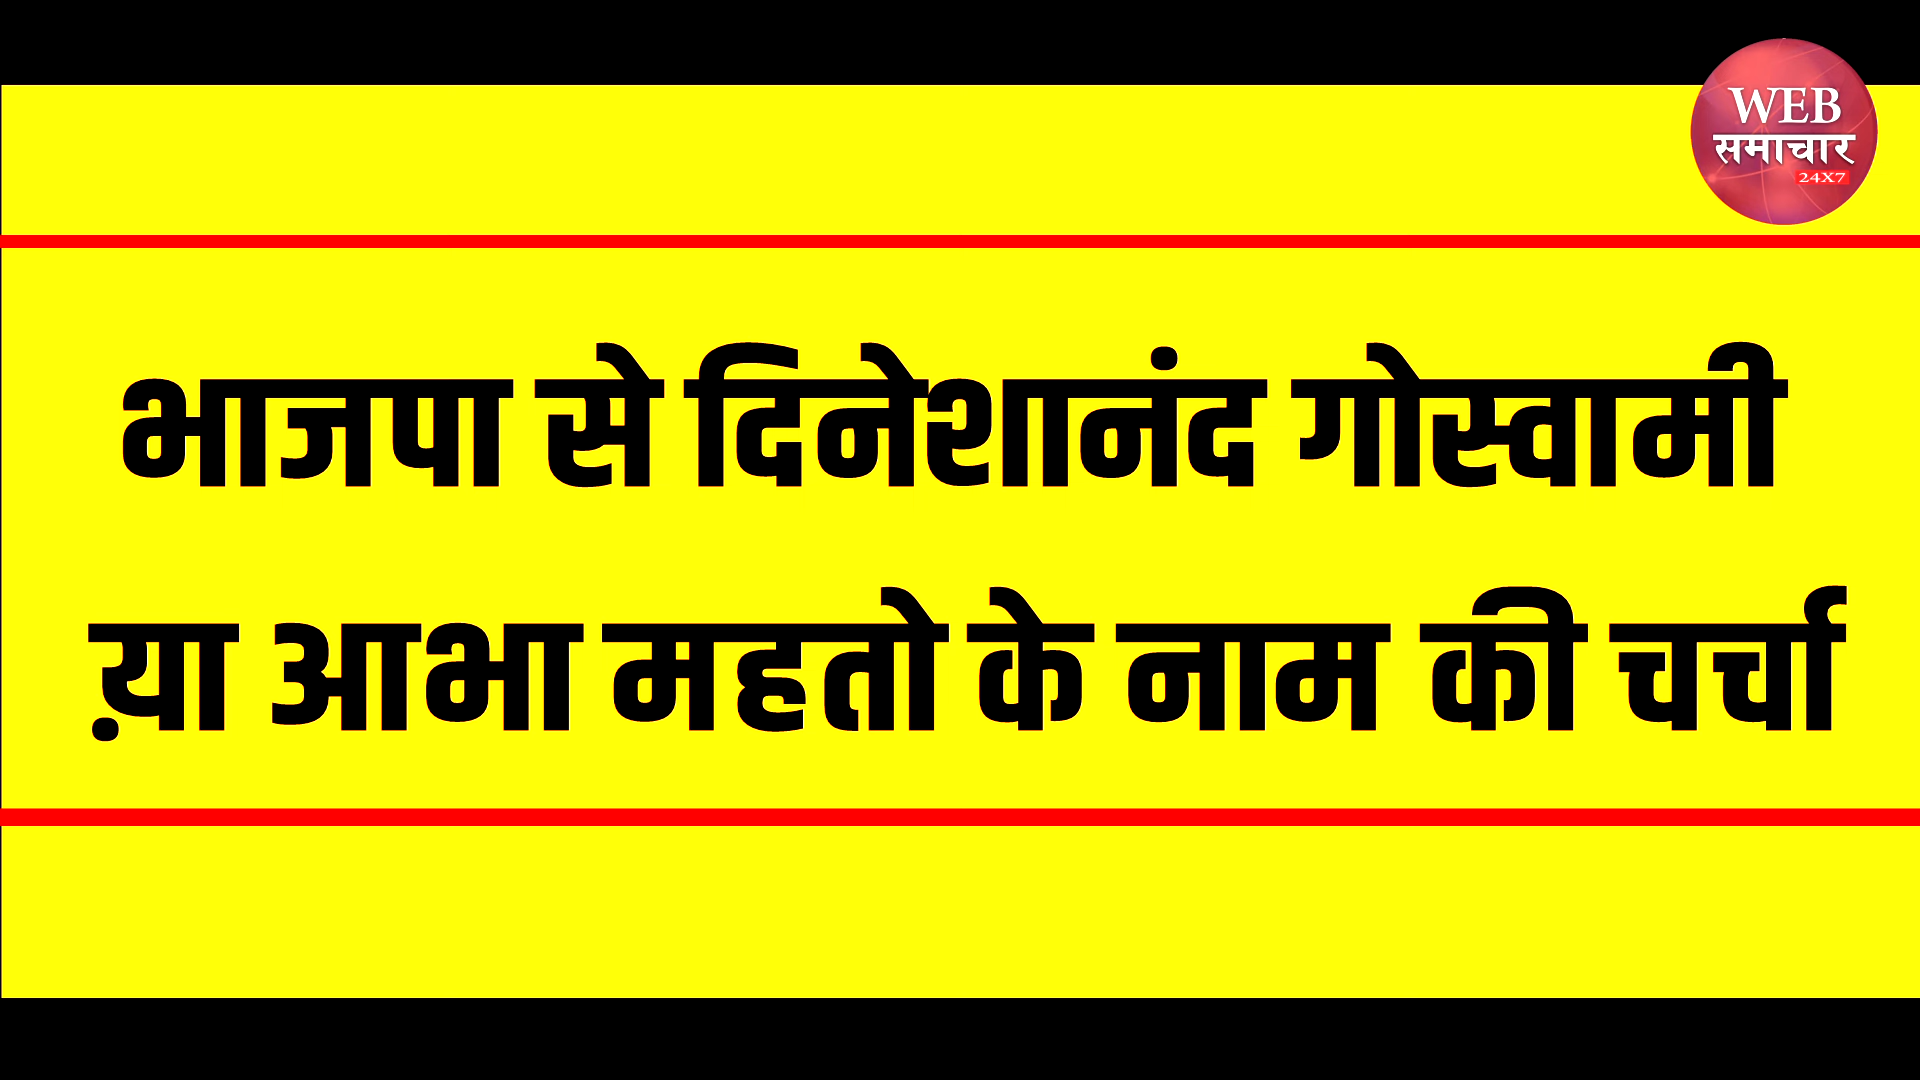 WEB
समाचार
24X7
भाजपा से दिनेशानंद गोस्वामी
य़ा आभा महतो के नाम की चर्चा